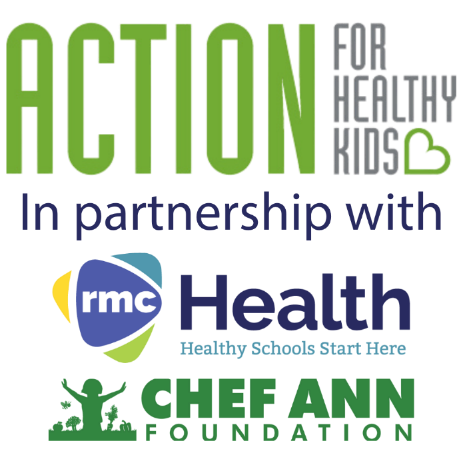 ACTION
FOR
HEALTHY
KIDS
In partnership with
rmc
Health
Healthy Schools Start Here
CHEF ANN
FOUNDATION